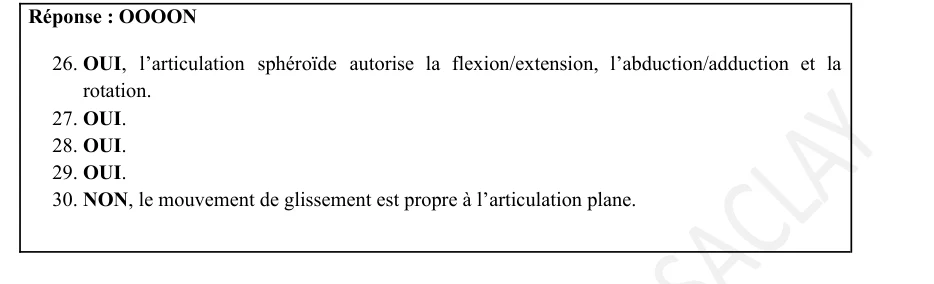 Réponse : OOOON
26. OUI, l’articulation sphéroïde autorise la flexion/extension, l’abduction/adduction et la
rotation.
27. OUI.
28. OUI.
29. OUI.
30. NON, le mouvement de glissement est propre à l’articulation plane.
SACLAY